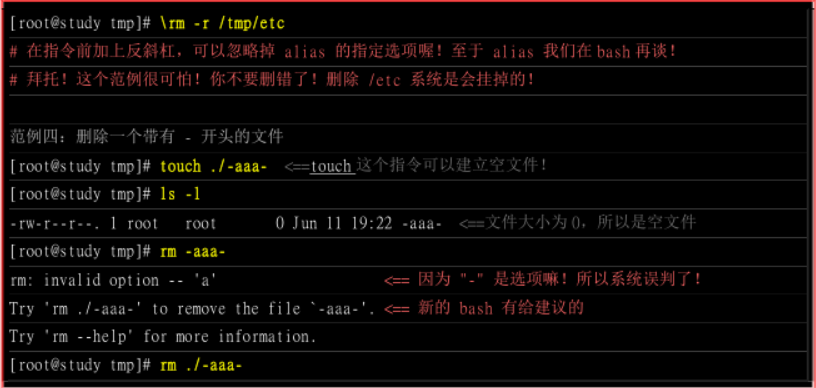 [root@study tmp]# \rm -r /tmp/etc
# 在指令前加上反斜杠，可以忽略掉 alias 的指定选项喔！至于 alias 我们在bash再谈！
# 拜托！这个范例很可怕！你不要删错了！删除 /etc 系统是会挂掉的！
范例四：删除一个带有 - 开头的文件
[root@study tmp]# touch ./-aaa- <==touch这个指令可以建立空文件！
[root@study tmp]# ls -l
-rw-r--r--. 1 root root 0 Jun 11 19:22 -aaa- <==文件大小为0，所以是空文件
[root@study tmp]# rm -aaa-
rm: invalid option -- 'a' <== 因为 "-" 是选项嘛！所以系统误判了！
Try 'rm ./-aaa-' to remove the file `-aaa-'. <== 新的 bash 有给建议的
Try 'rm --help' for more information.
[root@study tmp]# rm ./-aaa-